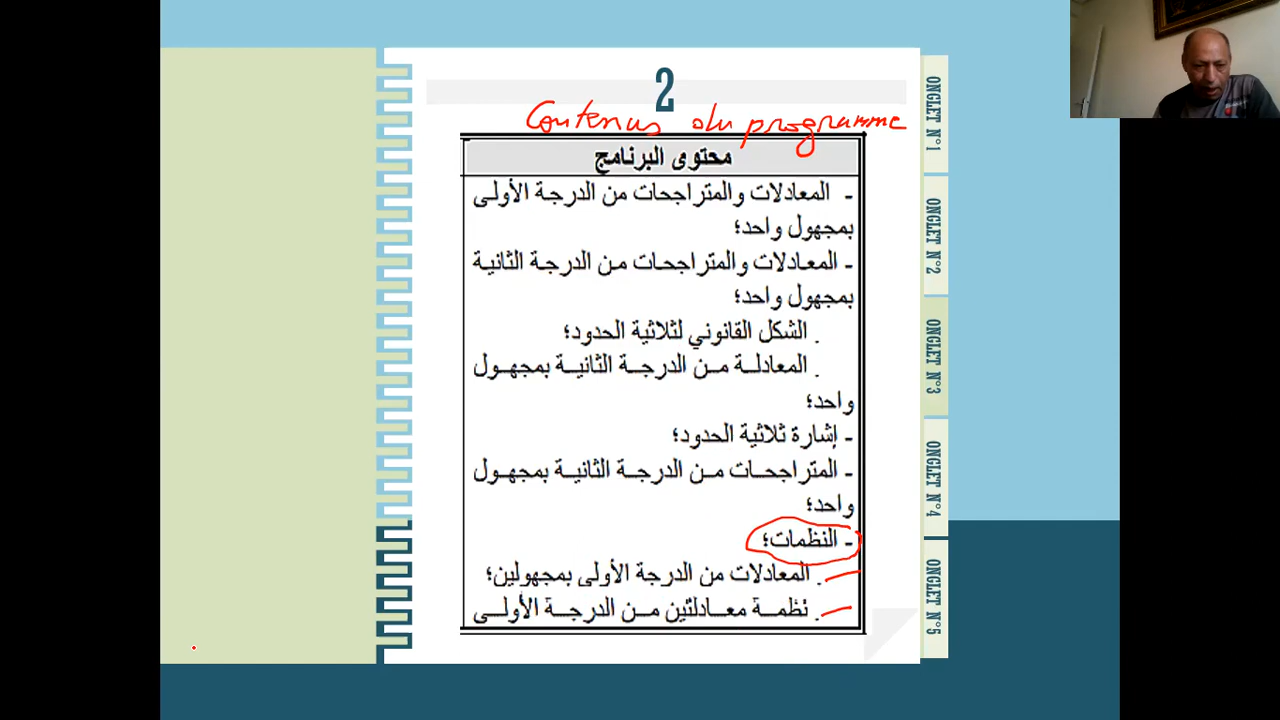 2
Contenus du programme
محتوى البرنامج
- المعادلات والمتراجحات من الدرجة الأولى
بمجهول واحد؛
- المعادلات والمتراجحات من الدرجة الثانية
بمجهول واحد؛
. الشكل القانوني لثلاثية الحدود؛
. المعادلة من الدرجة الثانية بمجهول
واحد؛
- إشارة ثلاثية الحدود؛
- المتراجحات من الدرجة الثانية بمجهول
واحد؛
- النظمات؛
. المعادلات من الدرجة الأولى بمجهولين؛
. نظمة معادلتين من الدرجة الأولى
ONGLET N°1
ONGLET N°2
ONGLET N°3
ONGLET N°4
ONGLET N°5